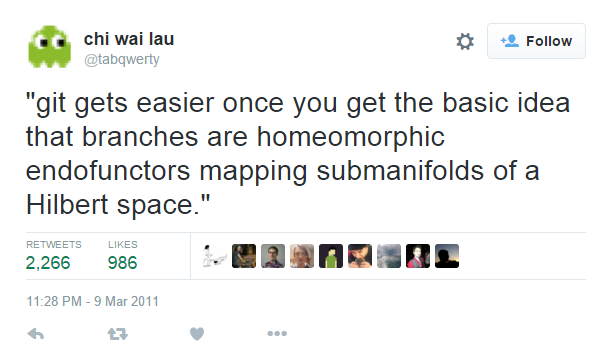 chi wai lau
@tabqwerty
Follow
"git gets easier once you get the basic idea
that branches are homeomorphic
endofunctors mapping submanifolds of a
Hilbert space."
RETWEETS LIKES
2,266 986
11:28 PM - 9 Mar 2011